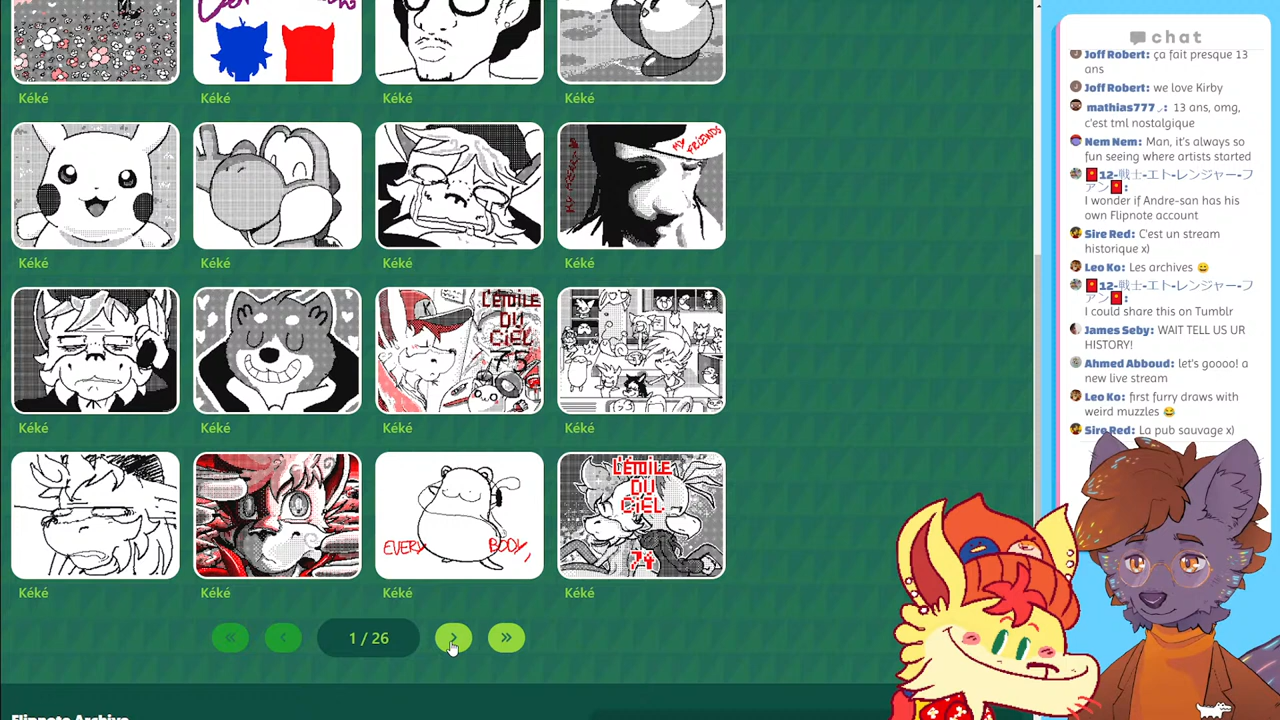 Kéké
Kéké
Kéké
Kéké
MY
FRIENDS
Kéké
Kéké
Kéké
Kéké
L'ÉTOILE
DU
CIEL
75
Kéké
Kéké
Kéké
Kéké
EVERY BODY,
L'ÉTOILE
DU
CIEL
74
Kéké
Kéké
Kéké
Kéké
« ‹ 1 / 26 › »
Flipnote Archive
chat
Joff Robert: ça fait presque 13
ans
Joff Robert: we love Kirby
mathias777◞: 13 ans, omg,
c'est tml nostalgique
Nem Nem: Man, it's always so
fun seeing where artists started
🧧12-戦士-エト-レンジャー-フ
ァン🧧:
I wonder if Andre-san has his
own Flipnote account
Sire Red: C'est un stream
historique x)
Leo Ko: Les archives 😄
🧧12-戦士-エト-レンジャー-フ
ァン🧧:
I could share this on Tumblr
James Seby: WAIT TELL US UR
HISTORY!
Ahmed Abboud: let's goooo! a
new live stream
Leo Ko: first furry draws with
weird muzzles 😂
Sire Red: La pub sauvage x)